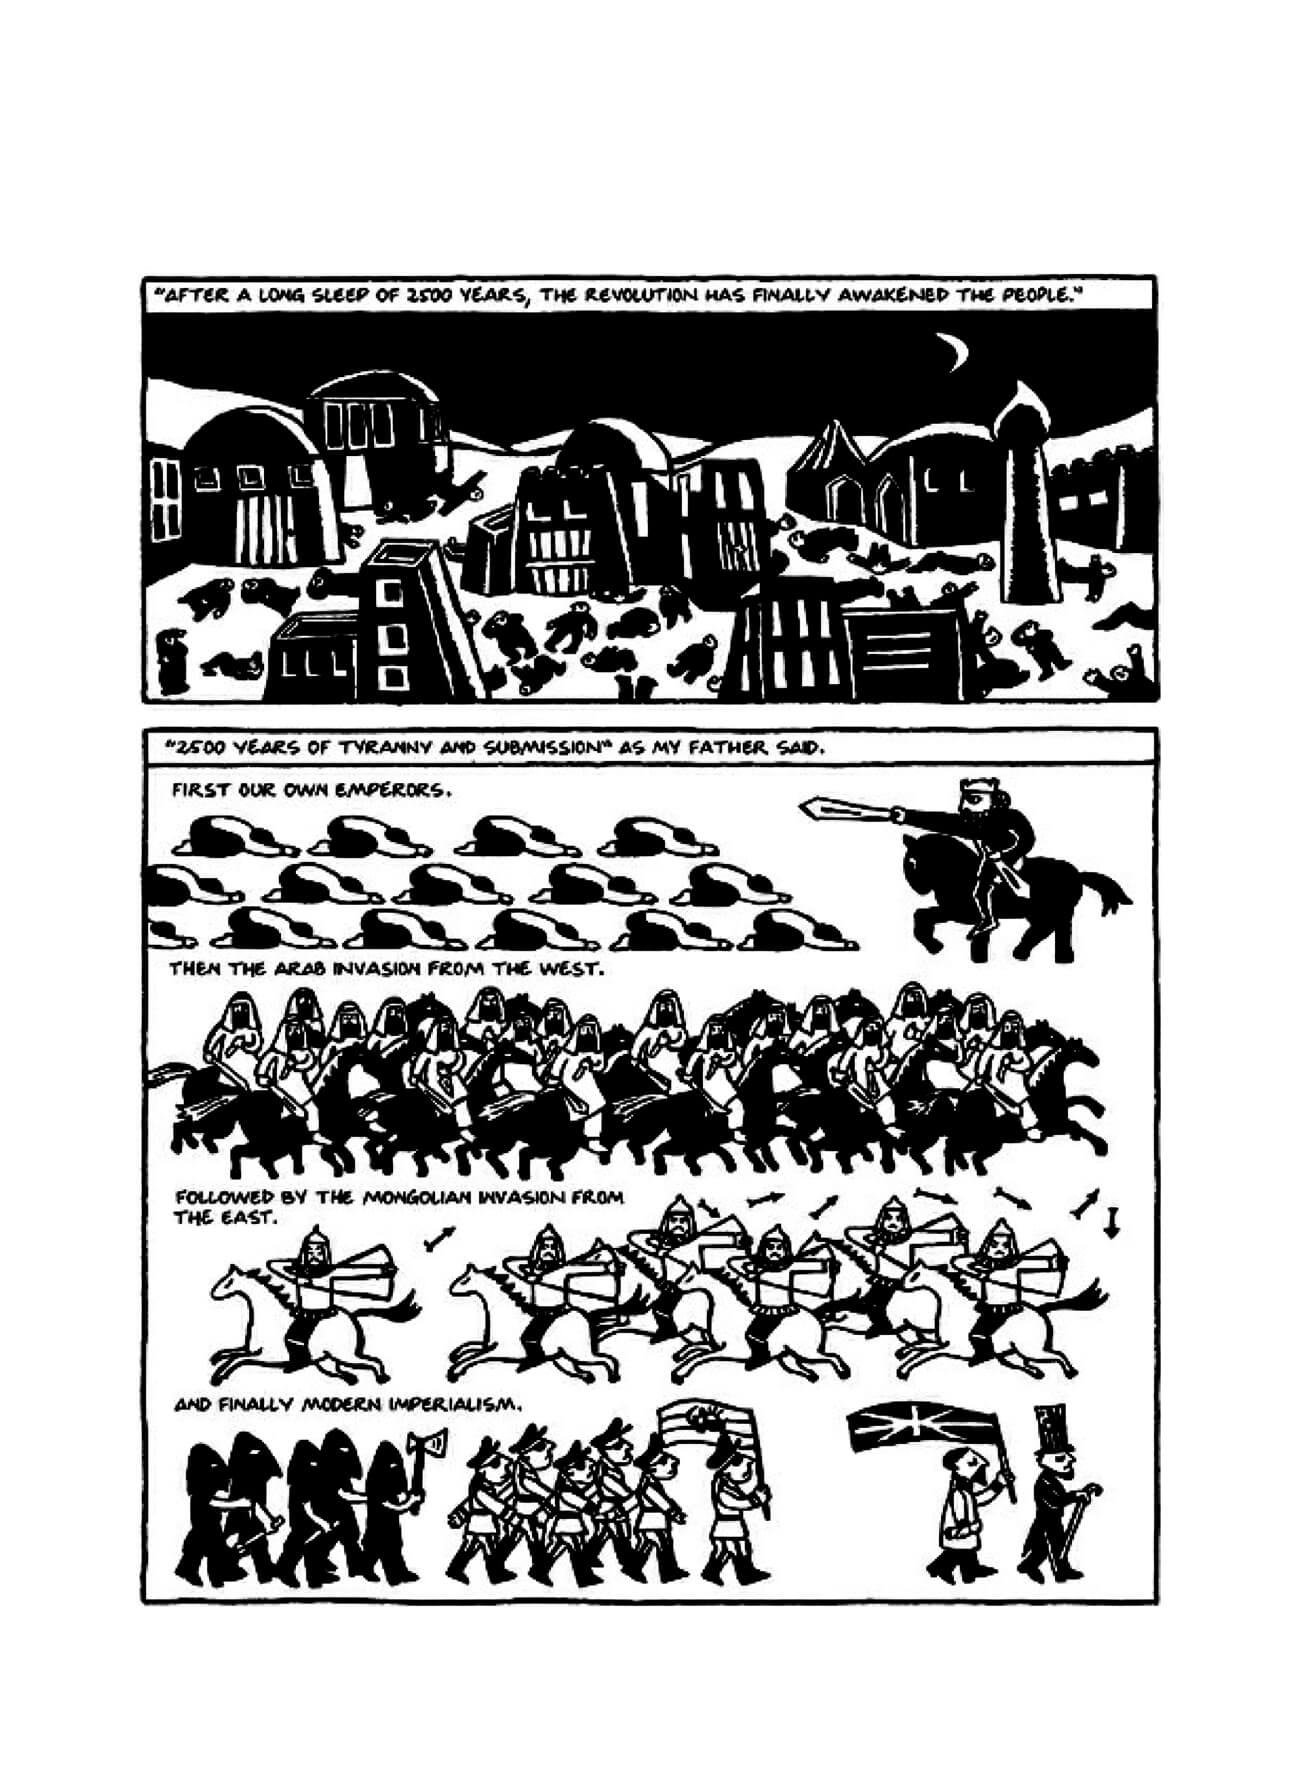 "AFTER A LONG SLEEP OF 2500 YEARS, THE REVOLUTION HAS FINALLY AWAKENED THE PEOPLE."
"2500 YEARS OF TYRANNY AND SUBMISSION" AS MY FATHER SAID.
FIRST OUR OWN EMPERORS.
THEN THE ARAB INVASION FROM THE WEST.
FOLLOWED BY THE MONGOLIAN INVASION FROM
THE EAST.
AND FINALLY MODERN IMPERIALISM.